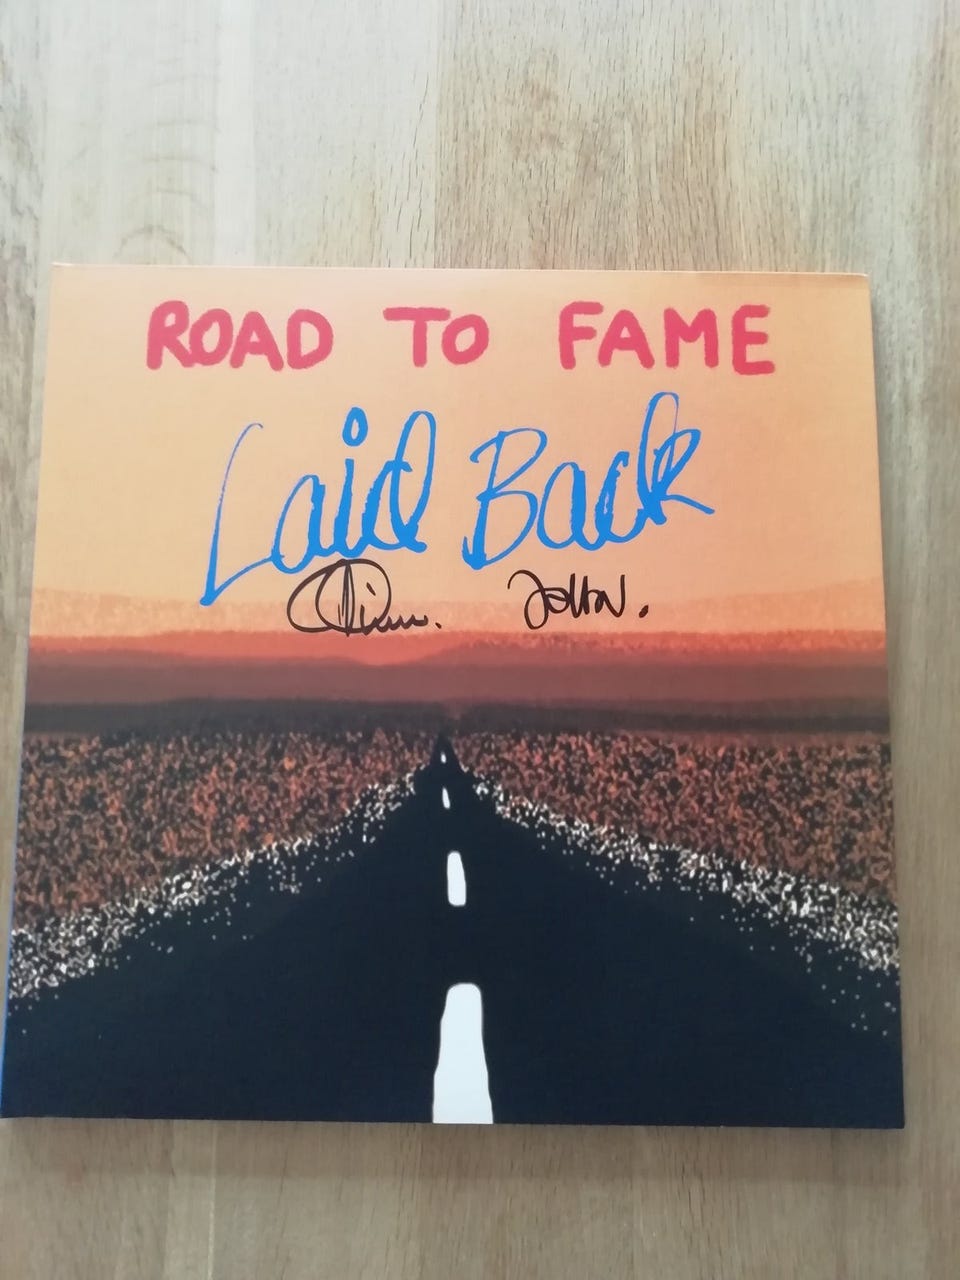 ROAD TO FAME
Laid Back
John.